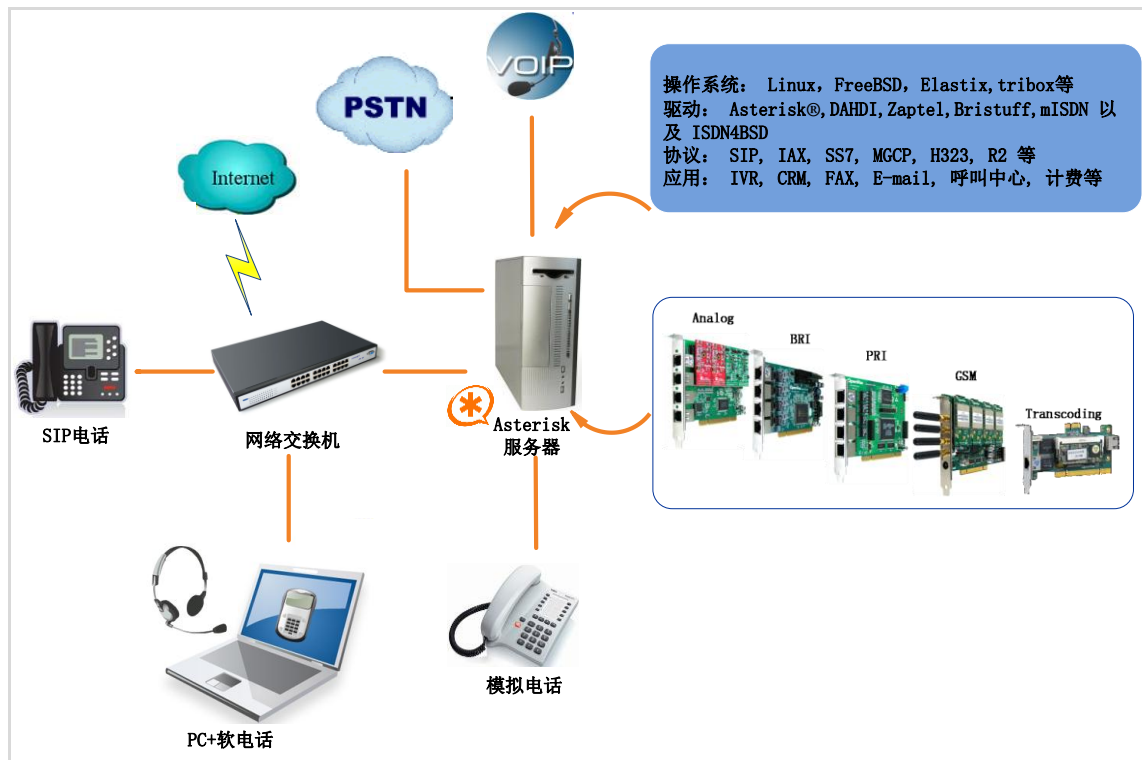 VOIP
PSTN
Internet
操作系统： Linux，FreeBSD，Elastix,tribox等
驱动： Asterisk®,DAHDI,Zaptel,Bristuff,mISDN 以
及 ISDN4BSD
协议： SIP, IAX, SS7, MGCP, H323, R2 等
应用： IVR, CRM, FAX, E-mail, 呼叫中心, 计费等
Analog
BRI
PRI
GSM
Transcoding
SIP电话
网络交换机
Asterisk
服务器
PC+软电话
模拟电话